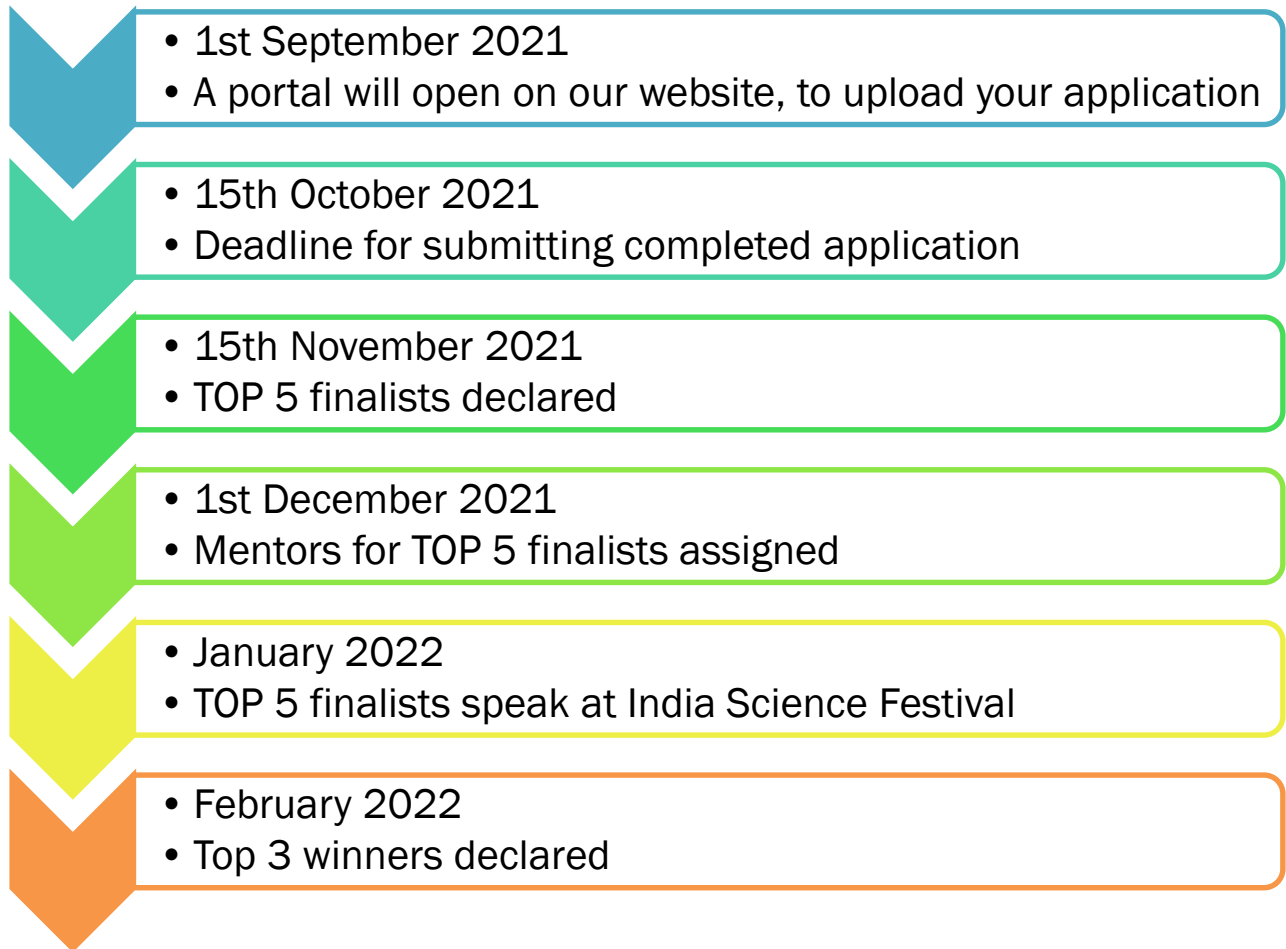 • 1st September 2021
• A portal will open on our website, to upload your application
• 15th October 2021
• Deadline for submitting completed application
• 15th November 2021
• TOP 5 finalists declared
• 1st December 2021
• Mentors for TOP 5 finalists assigned
• January 2022
• TOP 5 finalists speak at India Science Festival
• February 2022
• Top 3 winners declared